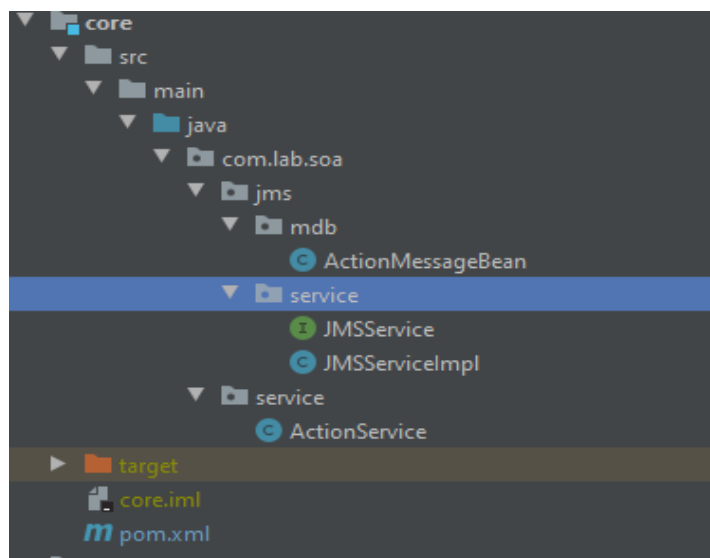 core
src
main
java
com.lab.soa
jms
mdb
C ActionMessageBean
service
I JMSService
C JMSServiceImpl
service
C ActionService
target
core.iml
m pom.xml